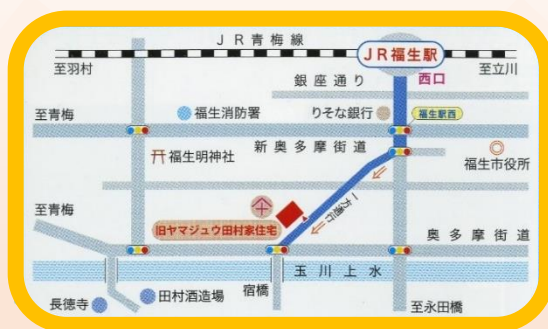 JR青梅線
JR福生駅
至羽村
西口
至立川
銀座通り
至青梅
福生消防署
りそな銀行
福生駅西
新奥多摩街道
福生明神社
福生市役所
一方通行
至青梅
旧ヤマジュウ田村家住宅
奥多摩街道
玉川上水
長徳寺
田村酒造場
宿橋
至永田橋